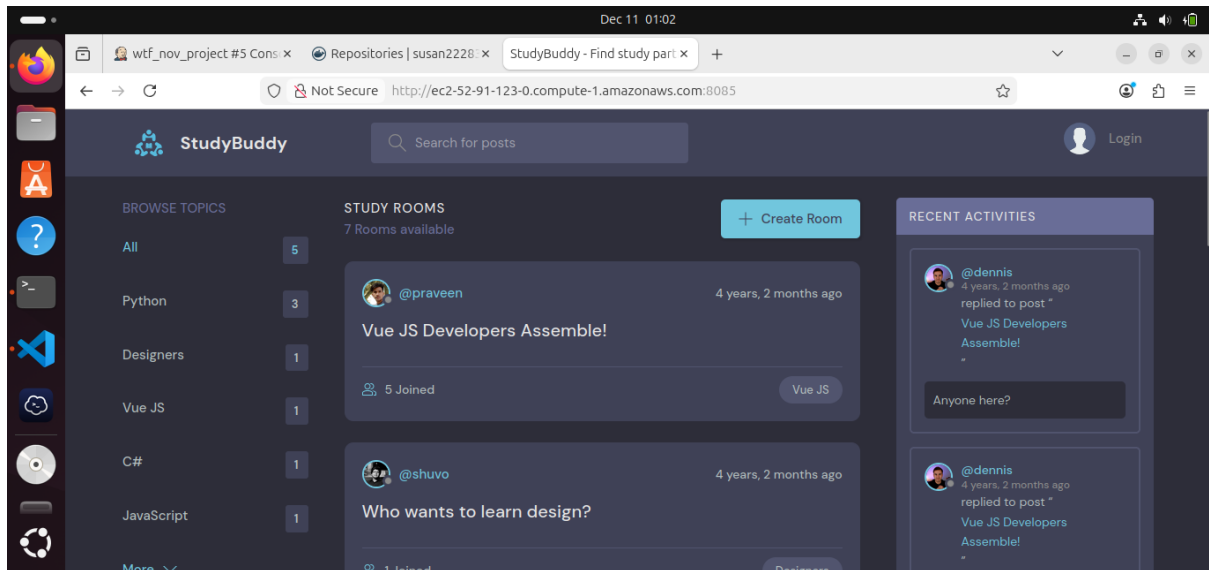 Dec 11 01:02
wtf_nov_project #5 Cons
Repositories | susan2228
StudyBuddy - Find study part
Not Secure http://ec2-52-91-123-0.compute-1.amazonaws.com:8085
StudyBuddy
Search for posts
Login
BROWSE TOPICS
All 5
Python 3
Designers 1
Vue JS 1
C# 1
JavaScript 1
More
STUDY ROOMS
7 Rooms available
+ Create Room
@praveen 4 years, 2 months ago
Vue JS Developers Assemble!
5 Joined Vue JS
@shuvo 4 years, 2 months ago
Who wants to learn design?
1 Joined Designers
RECENT ACTIVITIES
@dennis
4 years, 2 months ago
replied to post “
Vue JS Developers
Assemble!
”
Anyone here?
@dennis
4 years, 2 months ago
replied to post “
Vue JS Developers
Assemble!
”